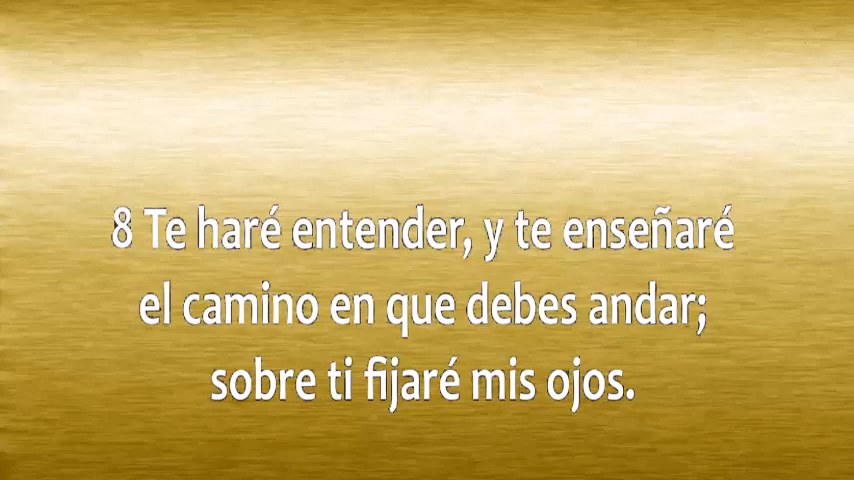 8 Te haré entender, y te enseñaré
el camino en que debes andar;
sobre ti fijaré mis ojos.